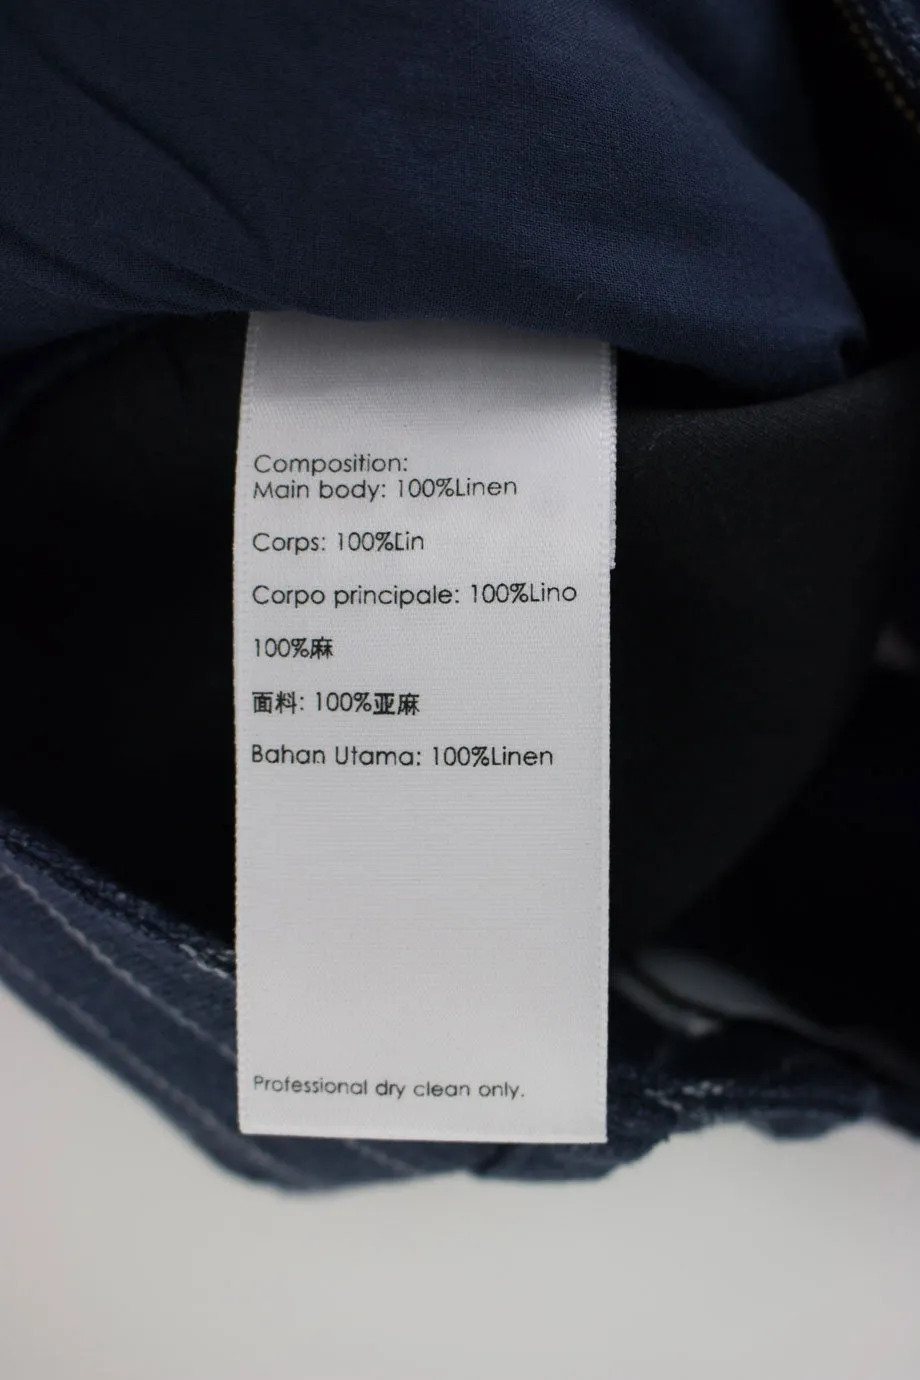 Composition:
Main body: 100%Linen
Corps: 100%Lin
Corpo principale: 100%Lino
100%麻
面料: 100%亚麻
Bahan Utama: 100%Linen
Professional dry clean only.